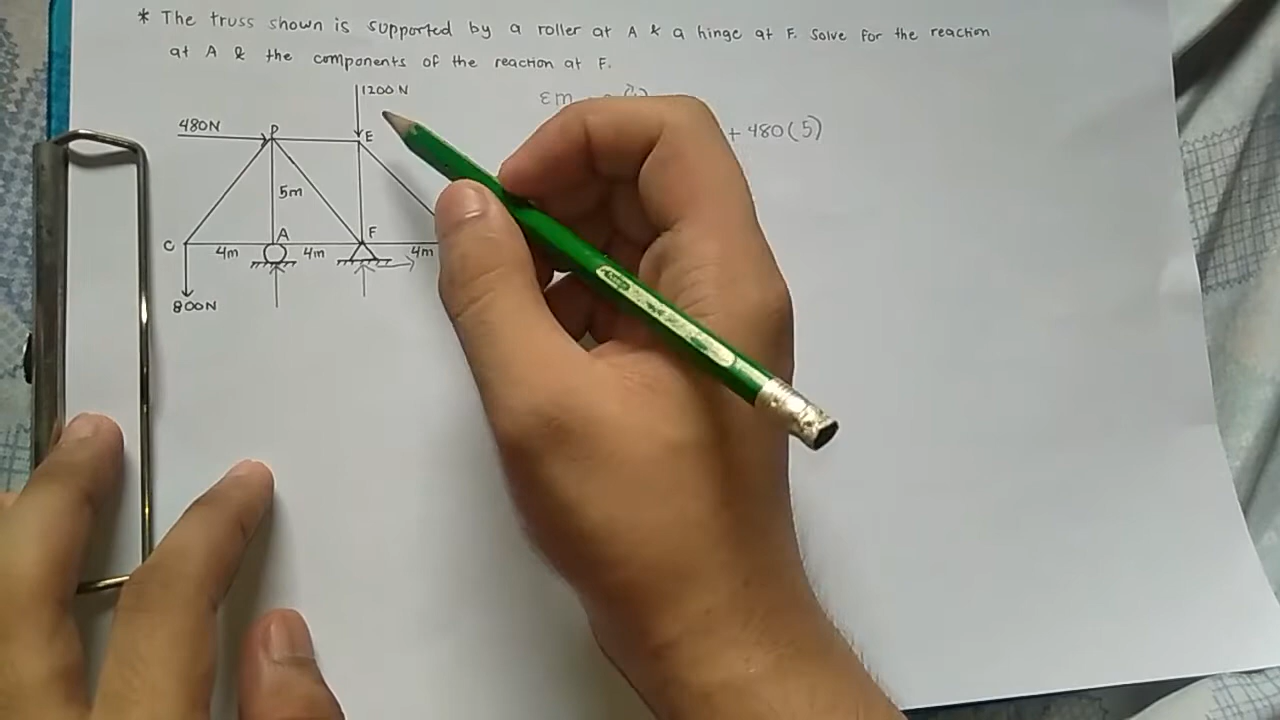 * The truss shown is supported by a roller at A & a hinge at F. Solve for the reaction
at A & the components of the reaction at F.
1200 N
εm
480N
D
E
+ 480(5)
5m
C
A
F
4m
4m
4m
800N